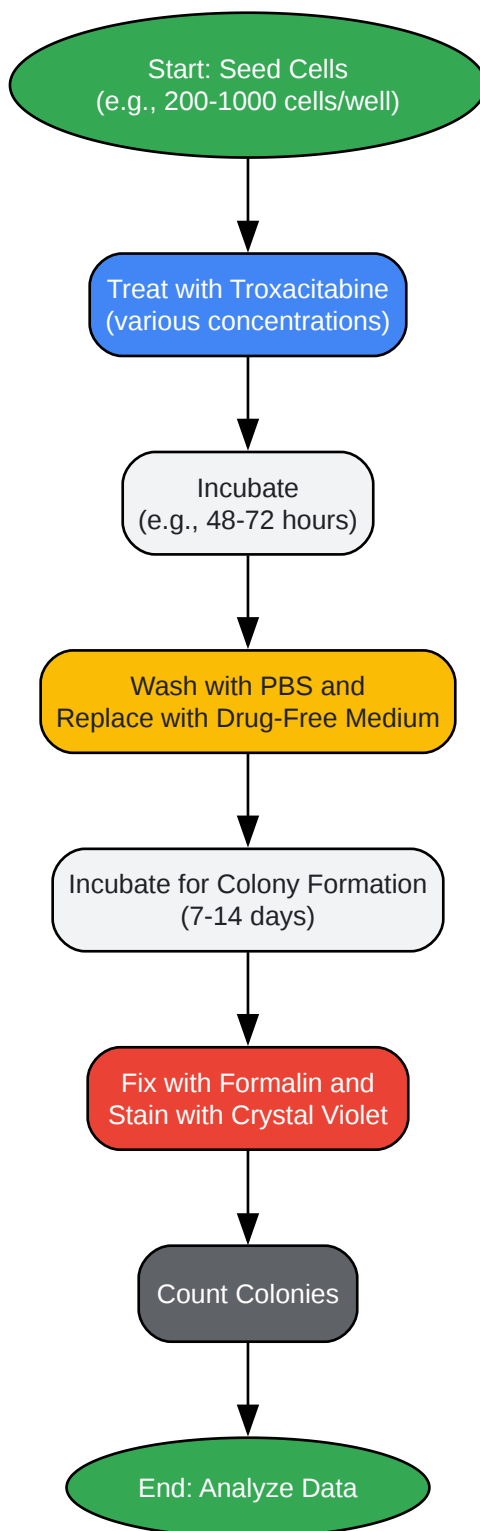 Start: Seed Cells
(e.g., 200-1000 cells/well)
Treat with Troxacitabine
(various concentrations)
Incubate
(e.g., 48-72 hours)
Wash with PBS and
Replace with Drug-Free Medium
Incubate for Colony Formation
(7-14 days)
Fix with Formalin and
Stain with Crystal Violet
Count Colonies
End: Analyze Data